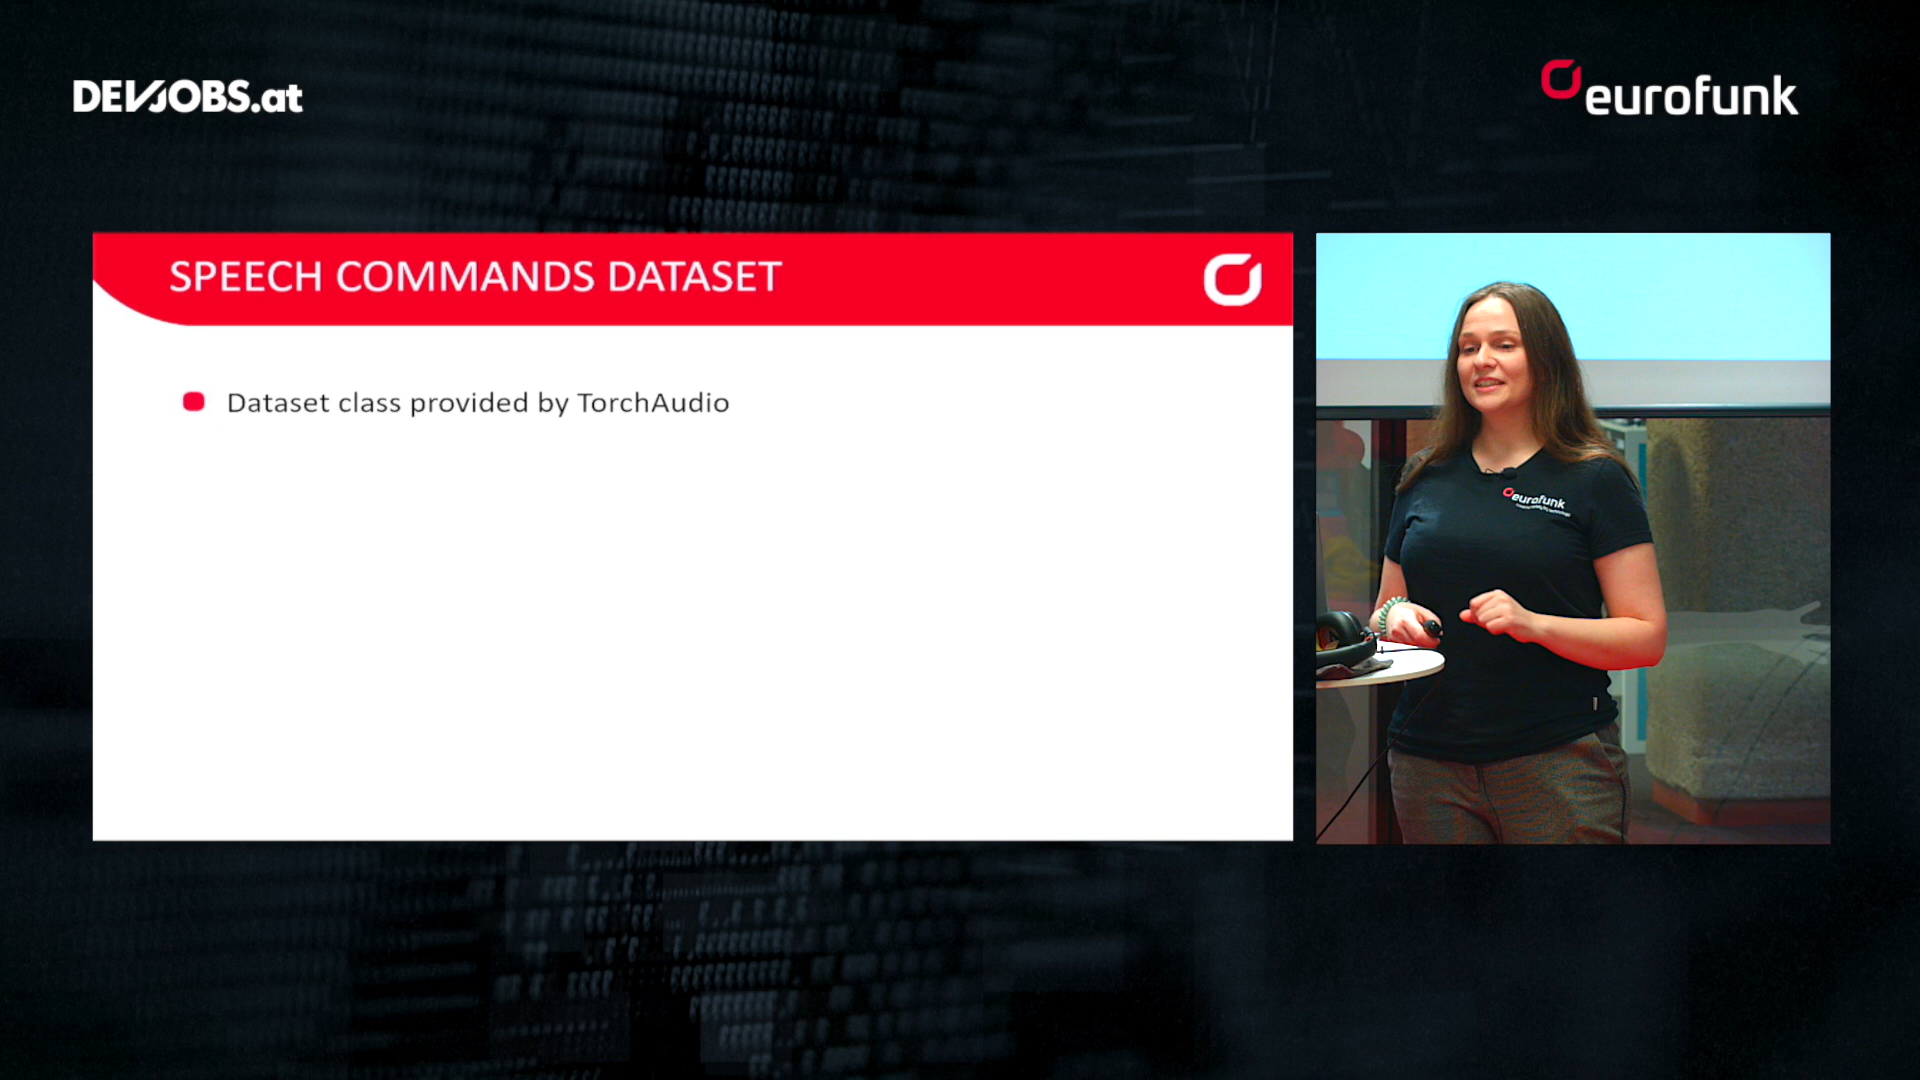 DEVJOBS.at
eurofunk
SPEECH COMMANDS DATASET
Dataset class provided by TorchAudio
eurofunk